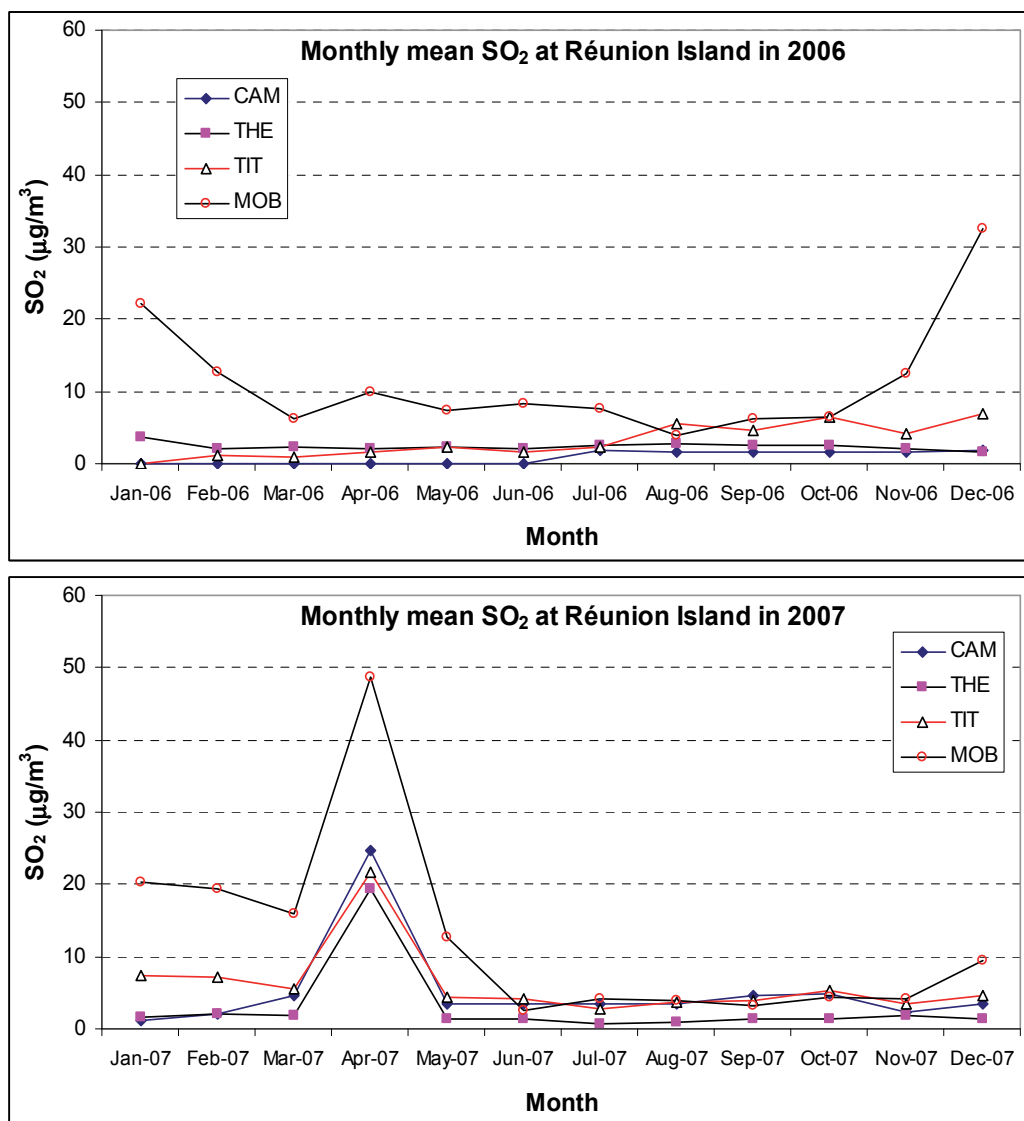 Monthly mean SO₂ at Réunion Island in 2006
CAM
THE
TIT
MOB
SO₂ (µg/m³)
60
50
40
30
20
10
0
Jan-06 Feb-06 Mar-06 Apr-06 May-06 Jun-06 Jul-06 Aug-06 Sep-06 Oct-06 Nov-06 Dec-06
Month
Monthly mean SO₂ at Réunion Island in 2007
CAM
THE
TIT
MOB
SO₂ (µg/m³)
60
50
40
30
20
10
0
Jan-07 Feb-07 Mar-07 Apr-07 May-07 Jun-07 Jul-07 Aug-07 Sep-07 Oct-07 Nov-07 Dec-07
Month